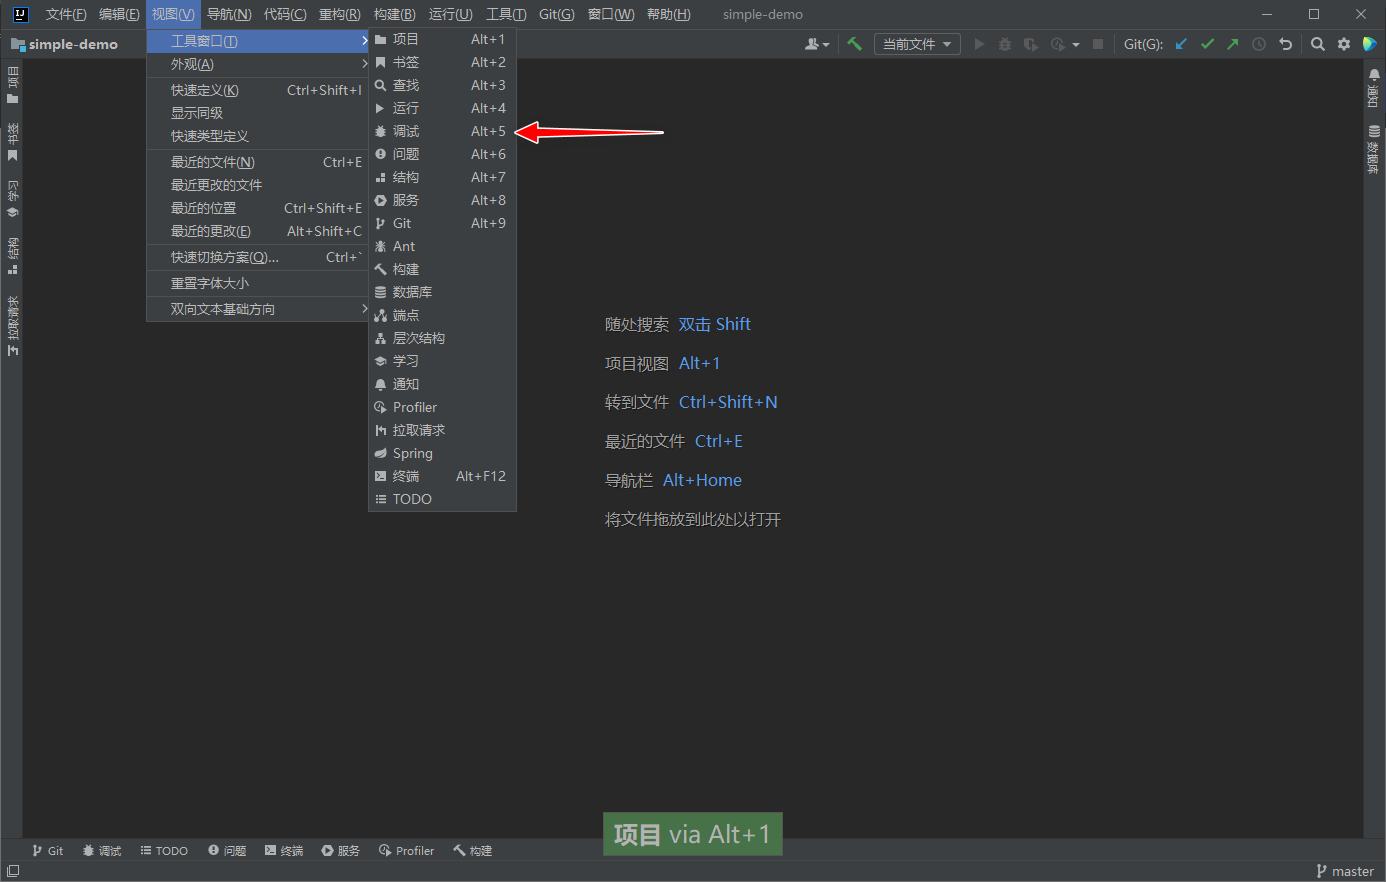 文件(F) 编辑(E) 视图(V) 导航(N) 代码(C) 重构(R) 构建(B) 运行(U) 工具(T) Git(G) 窗口(W) 帮助(H) simple-demo
simple-demo
当前文件
Git(G):
工具窗口(T)
外观(A)
快速定义(K) Ctrl+Shift+I
显示同级
快速类型定义
最近的文件(N) Ctrl+E
最近更改的文件
最近的位置 Ctrl+Shift+E
最近的更改(E) Alt+Shift+C
快速切换方案(Q)... Ctrl+`
重置字体大小
双向文本基础方向
项目 Alt+1
书签 Alt+2
查找 Alt+3
运行 Alt+4
调试 Alt+5
问题 Alt+6
结构 Alt+7
服务 Alt+8
Git Alt+9
Ant
构建
数据库
端点
层次结构
学习
通知
Profiler
拉取请求
Spring
终端 Alt+F12
TODO
项目
书签
学习
结构
拉取请求
随处搜索 双击 Shift
项目视图 Alt+1
转到文件 Ctrl+Shift+N
最近的文件 Ctrl+E
导航栏 Alt+Home
将文件拖放到此处以打开
通知
数据库
项目 via Alt+1
Git 调试 TODO 问题 终端 服务 Profiler 构建
master